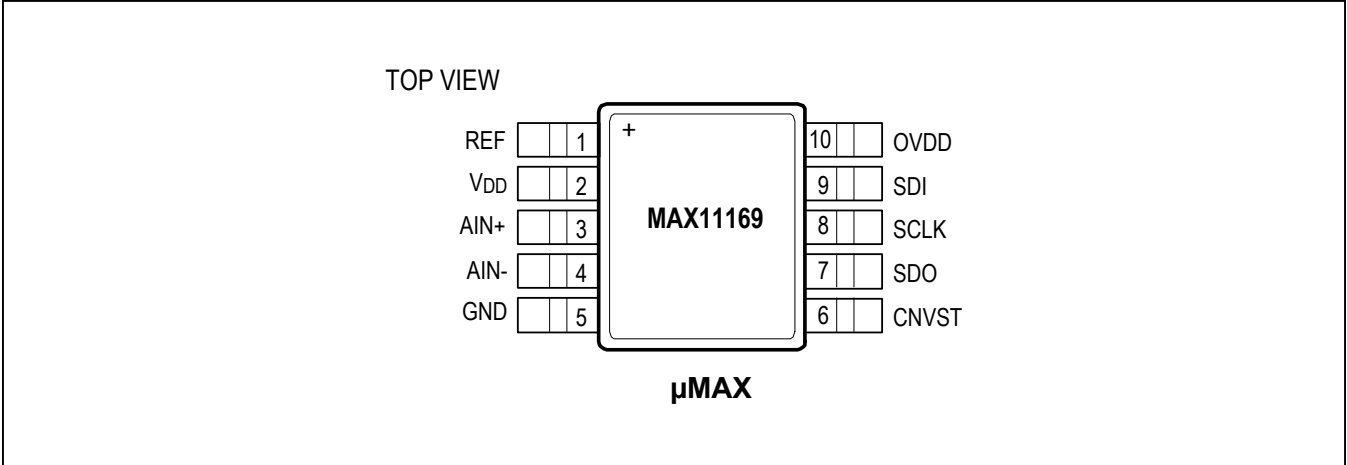 TOP VIEW
REF 1 + 10 OVDD
VDD 2 9 SDI
AIN+ 3 MAX11169 8 SCLK
AIN- 4 7 SDO
GND 5 6 CNVST
µMAX